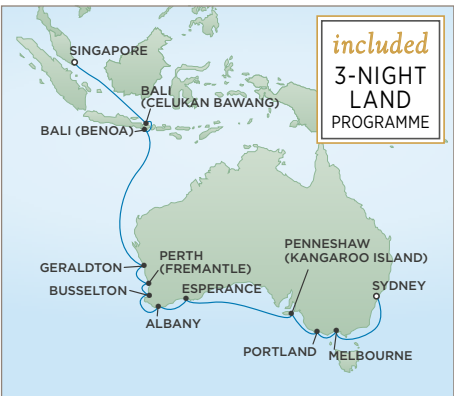 included
3-NIGHT
LAND
PROGRAMME
SINGAPORE
BALI
(CELUKAN BAWANG)
BALI (BENOA)
GERALDTON
PERTH
(FREMANTLE)
BUSSELTON
ALBANY
ESPERANCE
PENNESHAW
(KANGAROO ISLAND)
SYDNEY
PORTLAND
MELBOURNE